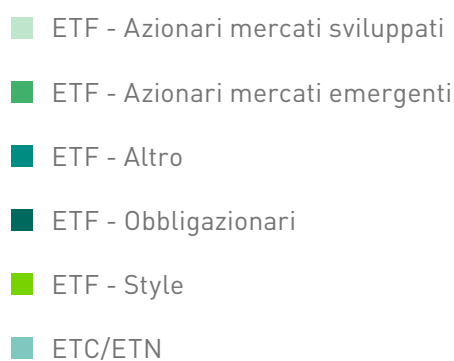 ETF - Azionari mercati sviluppati
ETF - Azionari mercati emergenti
ETF - Altro
ETF - Obbligazionari
ETF - Style
ETC/ETN